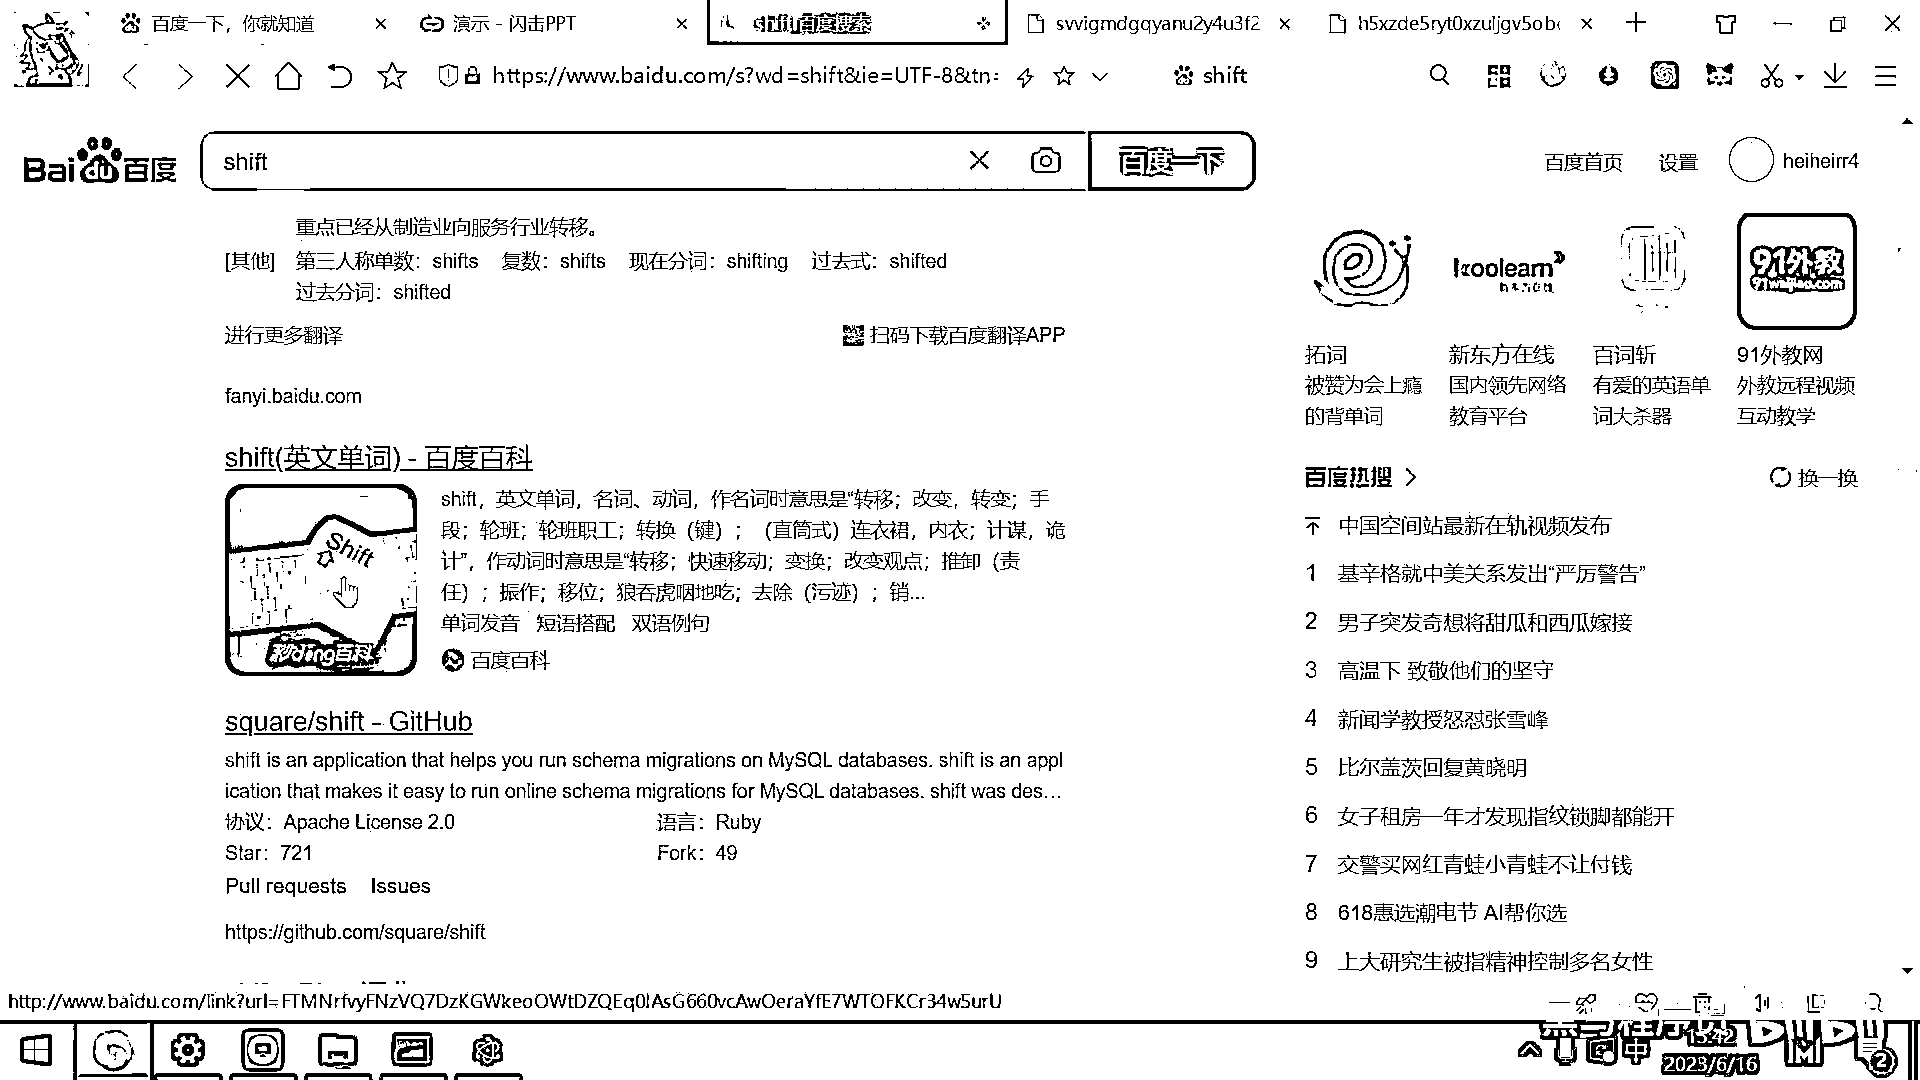 百度一下，你就知道
演示 - 闪击PPT
shift_百度搜索
svvigmdgqyanu2y4u3f2
h5xzde5ryt0xzuljgv5ob
https://www.baidu.com/s?wd=shift&ie=UTF-8&tn:
shift
Bai du 百度
shift
百度一下
百度首页
设置
heiheirr4
重点已经从制造业向服务行业转移。
[其他] 第三人称单数：shifts 复数：shifts 现在分词：shifting 过去式：shifted
过去分词：shifted
进行更多翻译
扫码下载百度翻译APP
fanyi.baidu.com
shift(英文单词) - 百度百科
Shift
秒dǒng百科
shift，英文单词，名词、动词，作名词时意思是“转移；改变，转变；手
段；轮班；轮班职工；转换（键）；（直筒式）连衣裙，内衣；计谋，诡
计”，作动词时意思是“转移；快速移动；变换；改变观点；推卸（责
任）；振作；移位；狼吞虎咽地吃；去除（污迹）；销...
单词发音 短语搭配 双语例句
百度百科
square/shift - GitHub
shift is an application that helps you run schema migrations on MySQL databases. shift is an appl
ication that makes it easy to run online schema migrations for MySQL databases. shift was des...
协议：Apache License 2.0
语言：Ruby
Star：721
Fork：49
Pull requests Issues
https://github.com/square/shift
koolearn
新东方在线
91外教
91waijiao.com
拓词
被赞为会上瘾
的背单词
新东方在线
国内领先网络
教育平台
百词斩
有爱的英语单
词大杀器
91外教网
外教远程视频
互动教学
百度热搜
换一换
中国空间站最新在轨视频发布
1 基辛格就中美关系发出“严厉警告”
2 男子突发奇想将甜瓜和西瓜嫁接
3 高温下 致敬他们的坚守
4 新闻学教授怒怼张雪峰
5 比尔盖茨回复黄晓明
6 女子租房一年才发现指纹锁脚都能开
7 交警买网红青蛙小青蛙不让付钱
8 618惠选潮电节 AI帮你选
9 上大研究生被指精神控制多名女性
http://www.baidu.com/link?url=FTMNrfvyFNzVQ7DzKGWkeoOWtDZQEq0lAsG660vcAwOeraYfE7WTOFKCr34w5urU
黑马程序员
中
15:42
2023/6/16
2